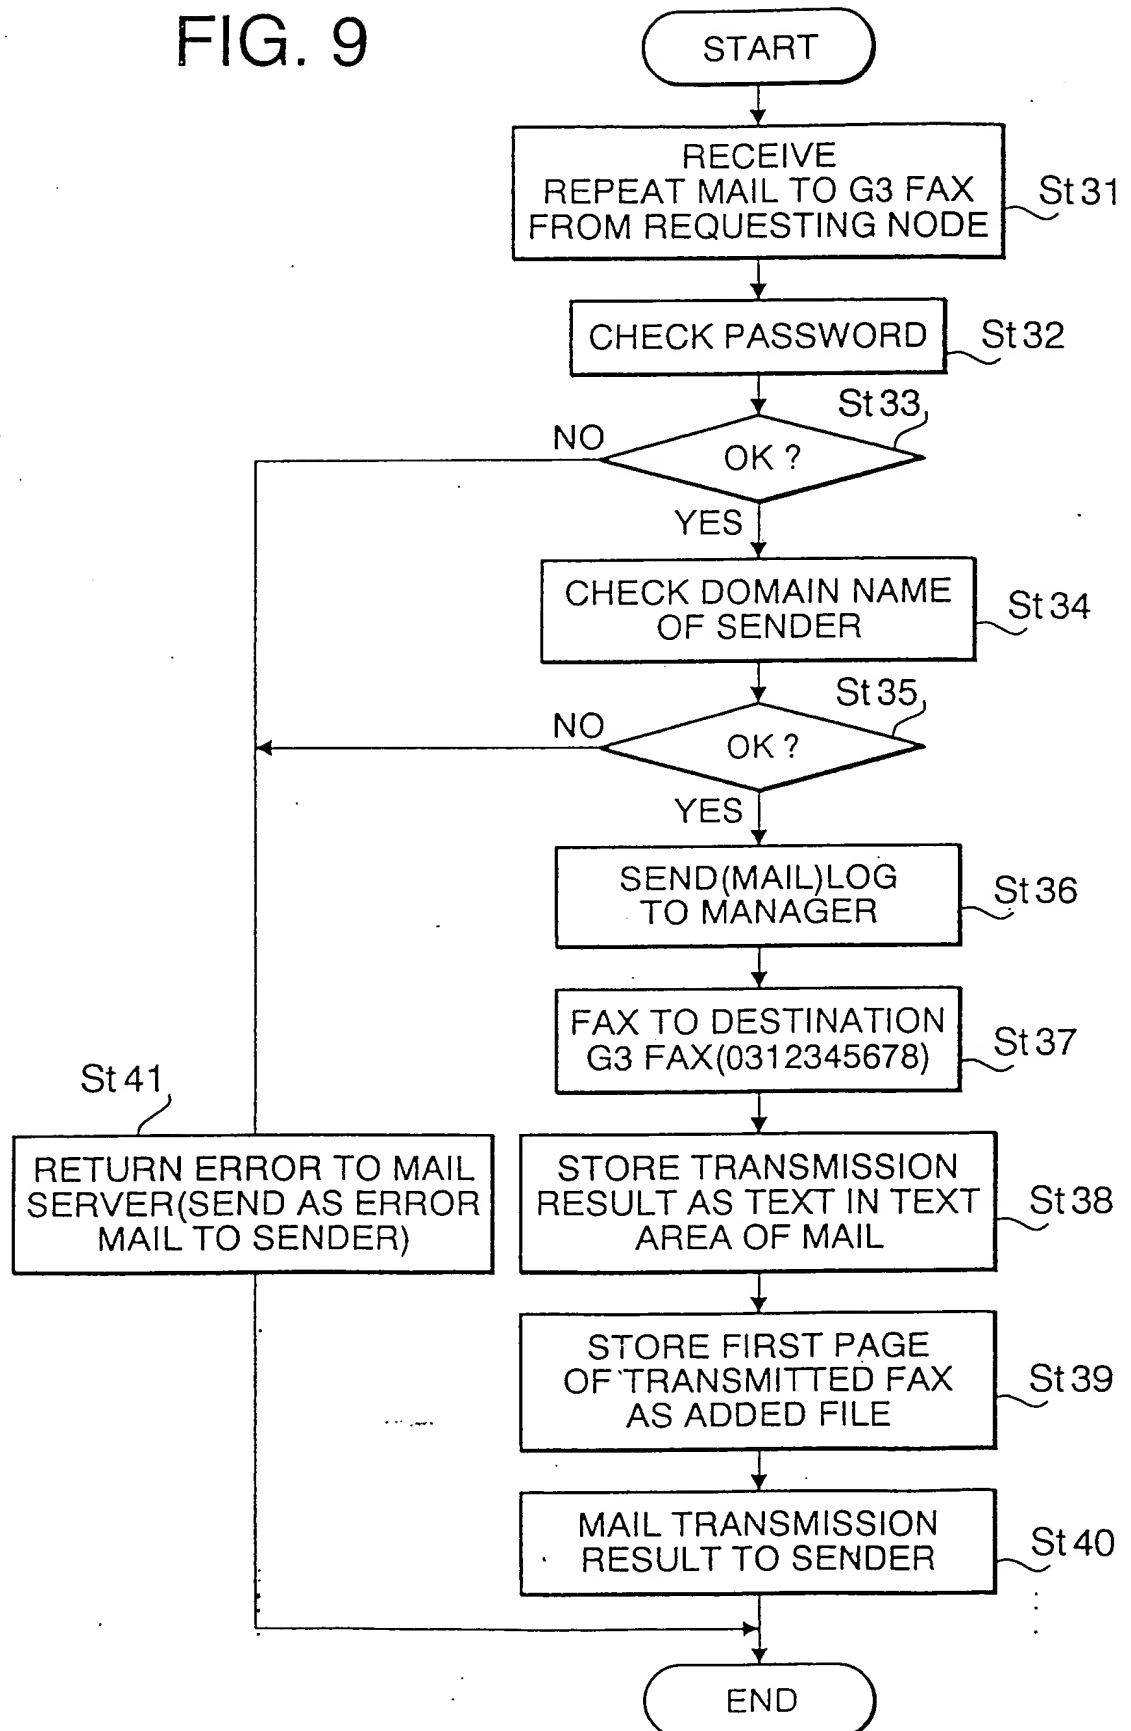 FIG. 9
START
RECEIVE
REPEAT MAIL TO G3 FAX
FROM REQUESTING NODE
St31
CHECK PASSWORD
St32
St33
NO
OK ?
YES
CHECK DOMAIN NAME
OF SENDER
St34
St35
NO
OK ?
YES
SEND(MAIL)LOG
TO MANAGER
St36
FAX TO DESTINATION
G3 FAX(0312345678)
St37
St41
RETURN ERROR TO MAIL
SERVER(SEND AS ERROR
MAIL TO SENDER)
STORE TRANSMISSION
RESULT AS TEXT IN TEXT
AREA OF MAIL
St38
STORE FIRST PAGE
OF TRANSMITTED FAX
AS ADDED FILE
St39
MAIL TRANSMISSION
RESULT TO SENDER
St40
END